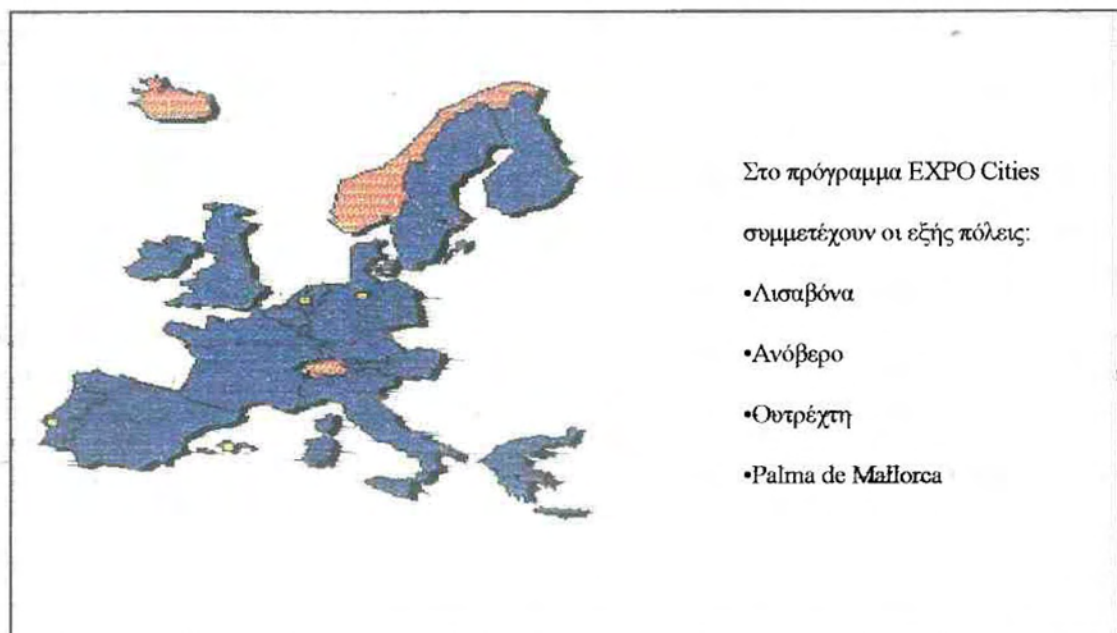 Στο πρόγραμμα EXPO Cities
συμμετέχουν οι εξής πόλεις:
•Λισαβόνα
•Ανόβερο
•Ουτρέχτη
•Palma de Mallorca